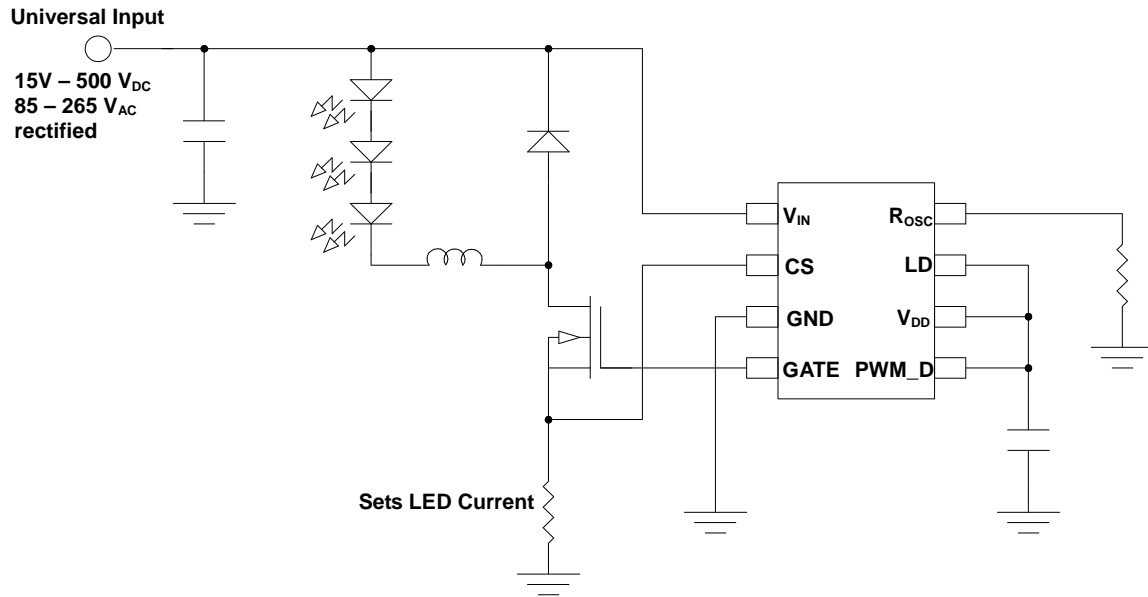 Universal Input
15V – 500 VDC
85 – 265 VAC
rectified
VIN
CS
GND
GATE
ROSC
LD
VDD
PWM_D
Sets LED Current